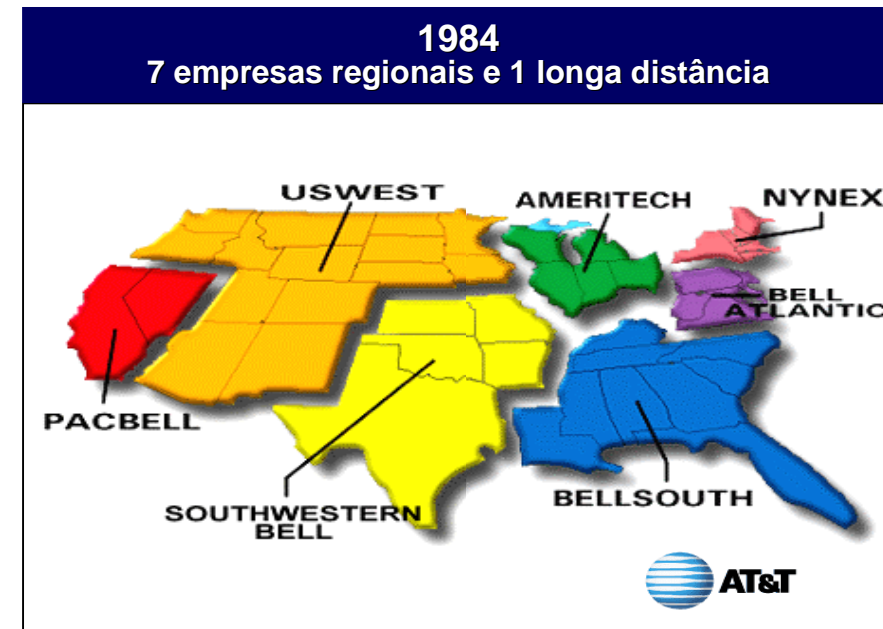 1984
7 empresas regionais e 1 longa distância
USWEST
AMERITECH
NYNEX
BELL
ATLANTIC
PACBELL
SOUTHWESTERN
BELL
BELLSOUTH
AT&T